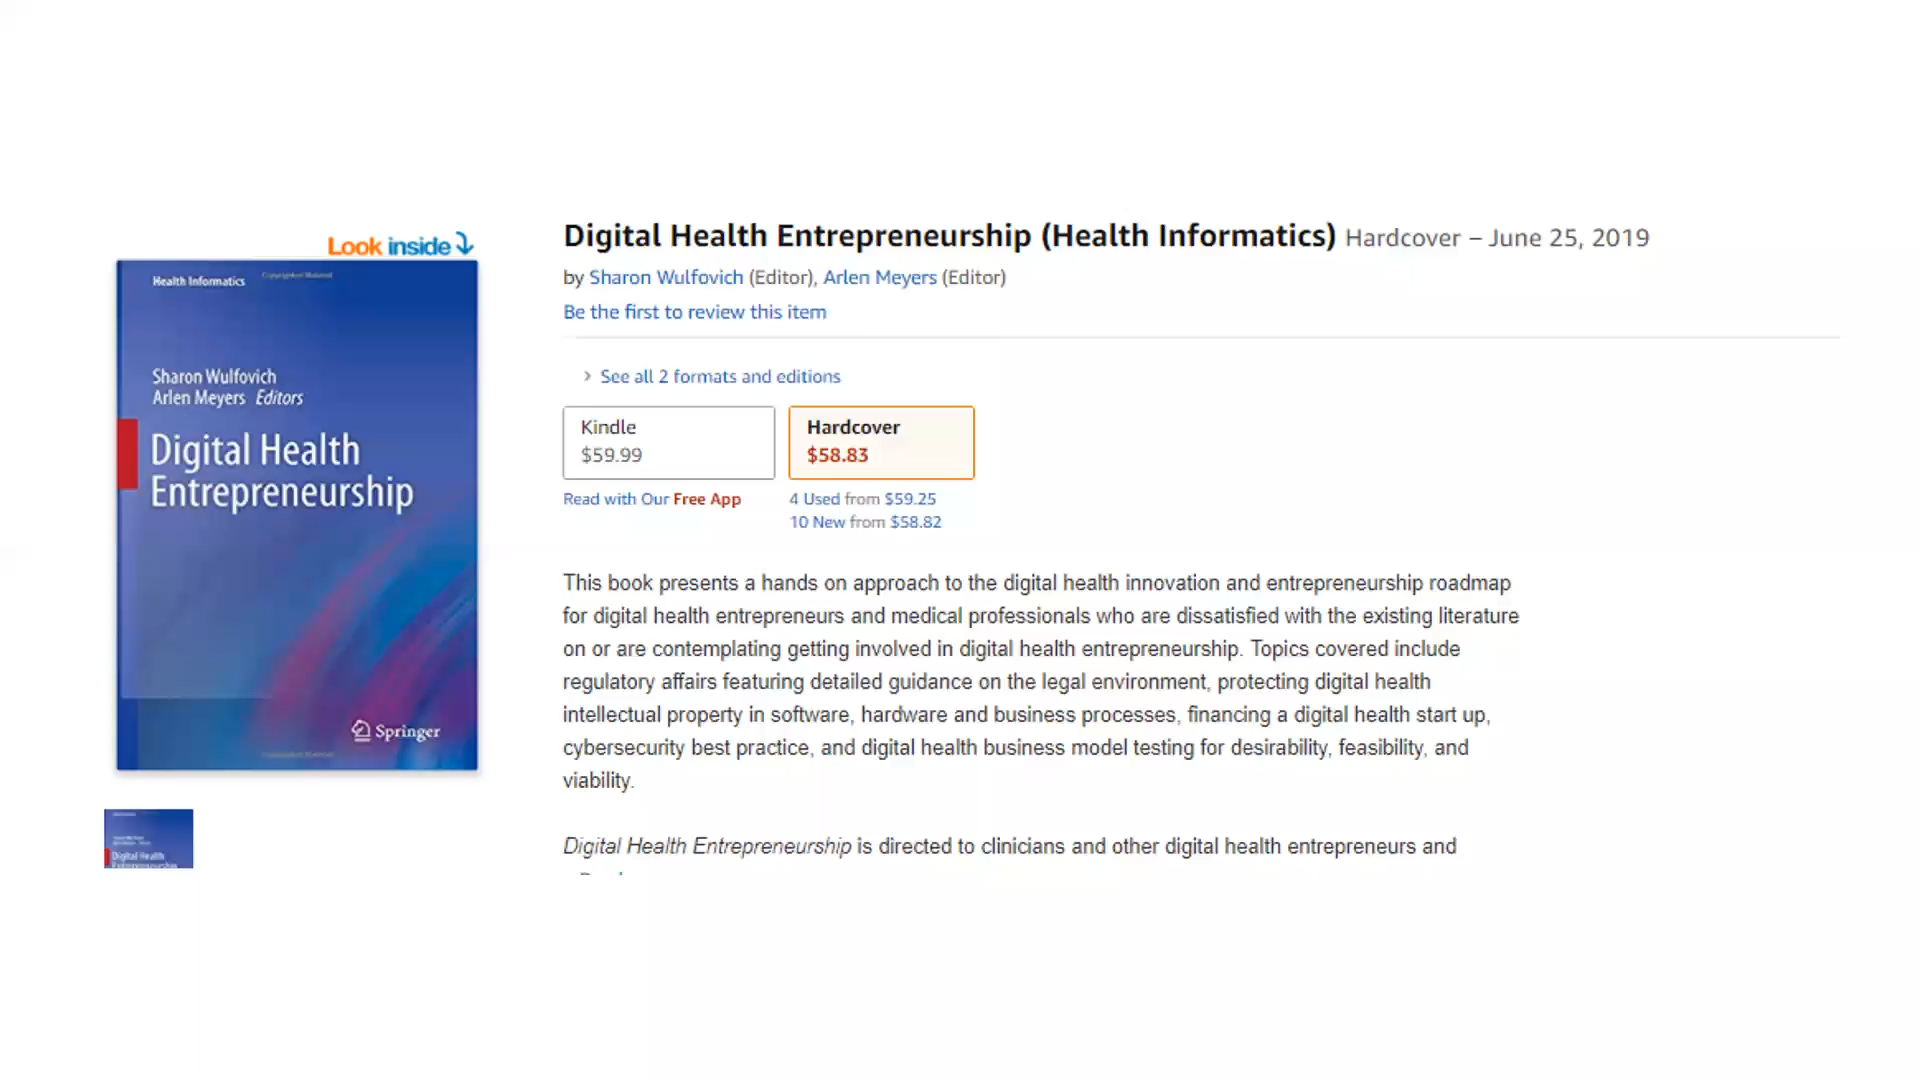 Look inside
Health Informatics
Copyrighted Material
Sharon Wulfovich
Arlen Meyers Editors
Digital Health
Entrepreneurship
Springer
Digital Health
Digital Health Entrepreneurship (Health Informatics) Hardcover – June 25, 2019
by Sharon Wulfovich (Editor), Arlen Meyers (Editor)
Be the first to review this item
› See all 2 formats and editions
Kindle
$59.99
Hardcover
$58.83
Read with Our Free App
4 Used from $59.25
10 New from $58.82
This book presents a hands on approach to the digital health innovation and entrepreneurship roadmap
for digital health entrepreneurs and medical professionals who are dissatisfied with the existing literature
on or are contemplating getting involved in digital health entrepreneurship. Topics covered include
regulatory affairs featuring detailed guidance on the legal environment, protecting digital health
intellectual property in software, hardware and business processes, financing a digital health start up,
cybersecurity best practice, and digital health business model testing for desirability, feasibility, and
viability.
Digital Health Entrepreneurship is directed to clinicians and other digital health entrepreneurs and